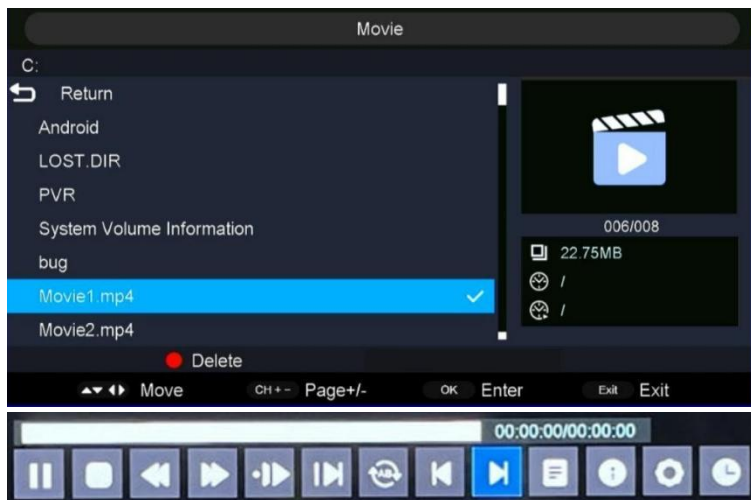 Movie
C:
Return
Android
LOST.DIR
PVR
System Volume Information
bug
Movie1.mp4
Movie2.mp4
006/008
22.75MB
/
/
Delete
Move CH + - Page+/- OK Enter Exit Exit
00:00:00/00:00:00
AB